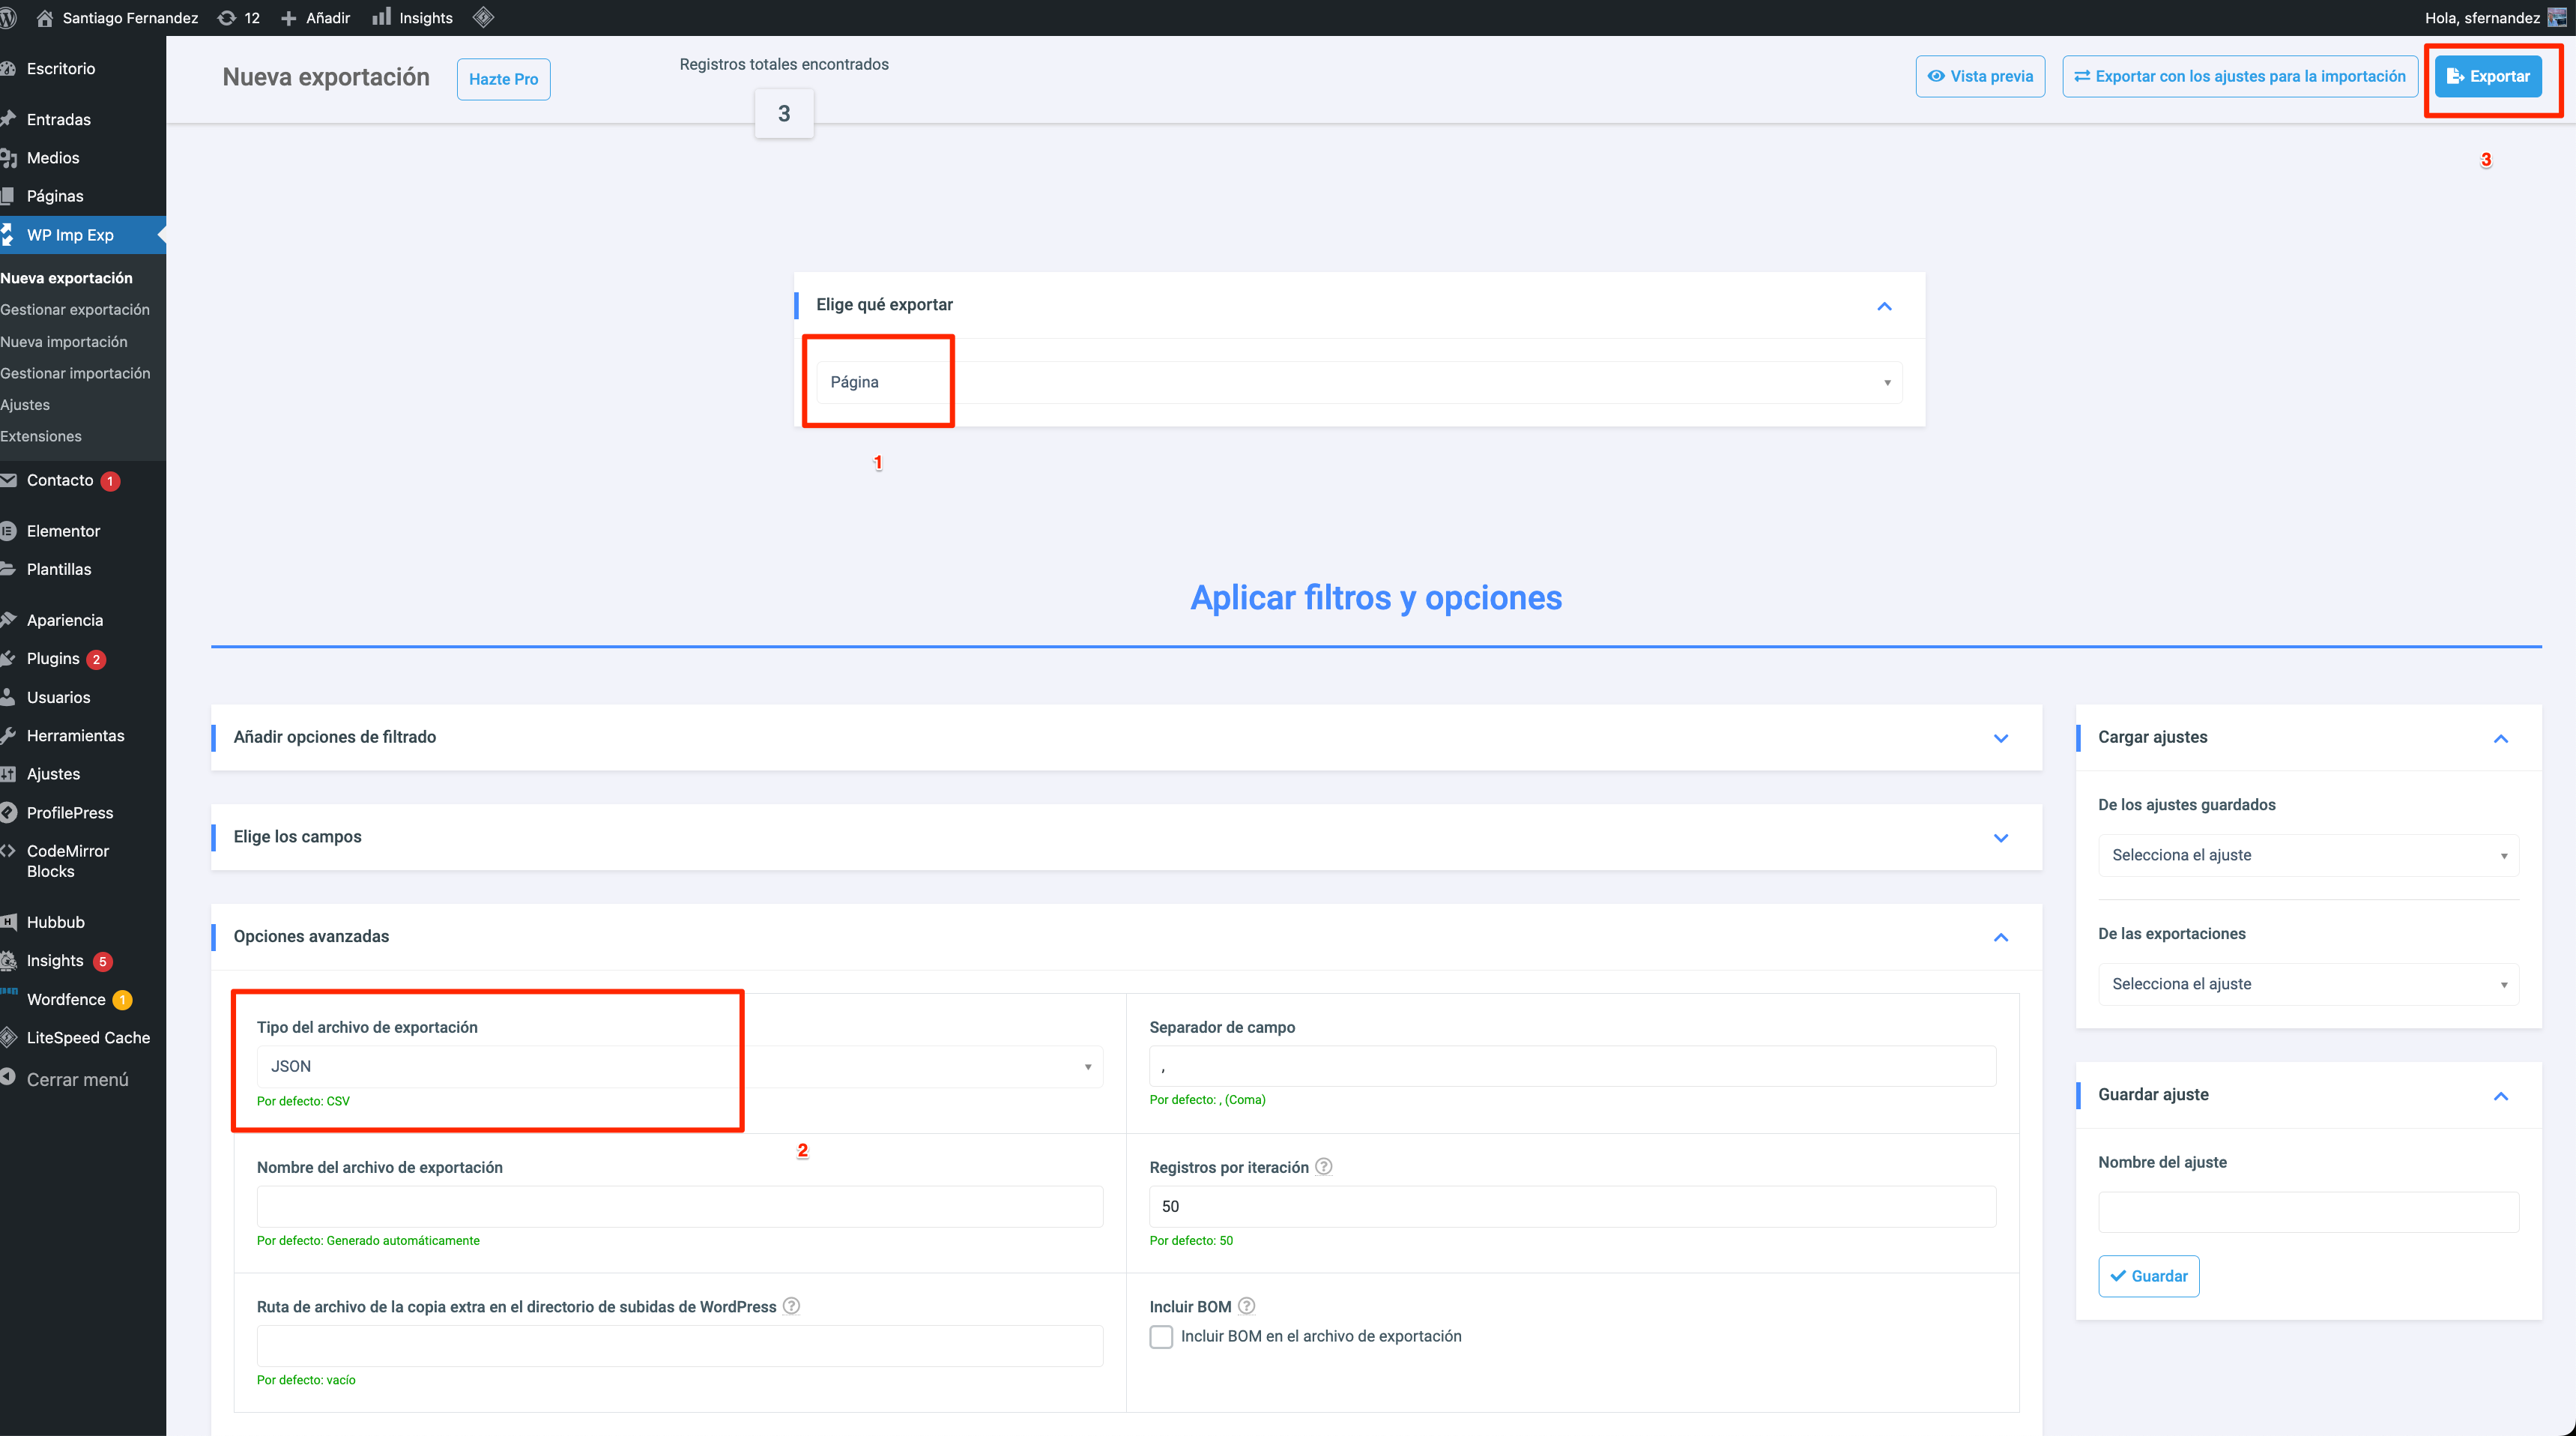 Santiago Fernandez
12
Añadir
Insights
Hola, sfernandez
Escritorio
Entradas
Medios
Páginas
WP Imp Exp
Nueva exportación
Gestionar exportación
Nueva importación
Gestionar importación
Ajustes
Extensiones
Contacto 1
Elementor
Plantillas
Apariencia
Plugins 2
Usuarios
Herramientas
Ajustes
ProfilePress
CodeMirror
Blocks
Hubbub
Insights 5
Wordfence 1
LiteSpeed Cache
Cerrar menú
Nueva exportación
Hazte Pro
Registros totales encontrados
3
Vista previa
Exportar con los ajustes para la importación
Exportar
3
Elige qué exportar
Página
1
Aplicar filtros y opciones
Añadir opciones de filtrado
Elige los campos
Opciones avanzadas
Tipo del archivo de exportación
JSON
Por defecto: CSV
2
Separador de campo
,
Por defecto: , (Coma)
Nombre del archivo de exportación
Por defecto: Generado automáticamente
Registros por iteración ?
50
Por defecto: 50
Ruta de archivo de la copia extra en el directorio de subidas de WordPress ?
Por defecto: vacío
Incluir BOM ?
Incluir BOM en el archivo de exportación
Cargar ajustes
De los ajustes guardados
Selecciona el ajuste
De las exportaciones
Selecciona el ajuste
Guardar ajuste
Nombre del ajuste
Guardar